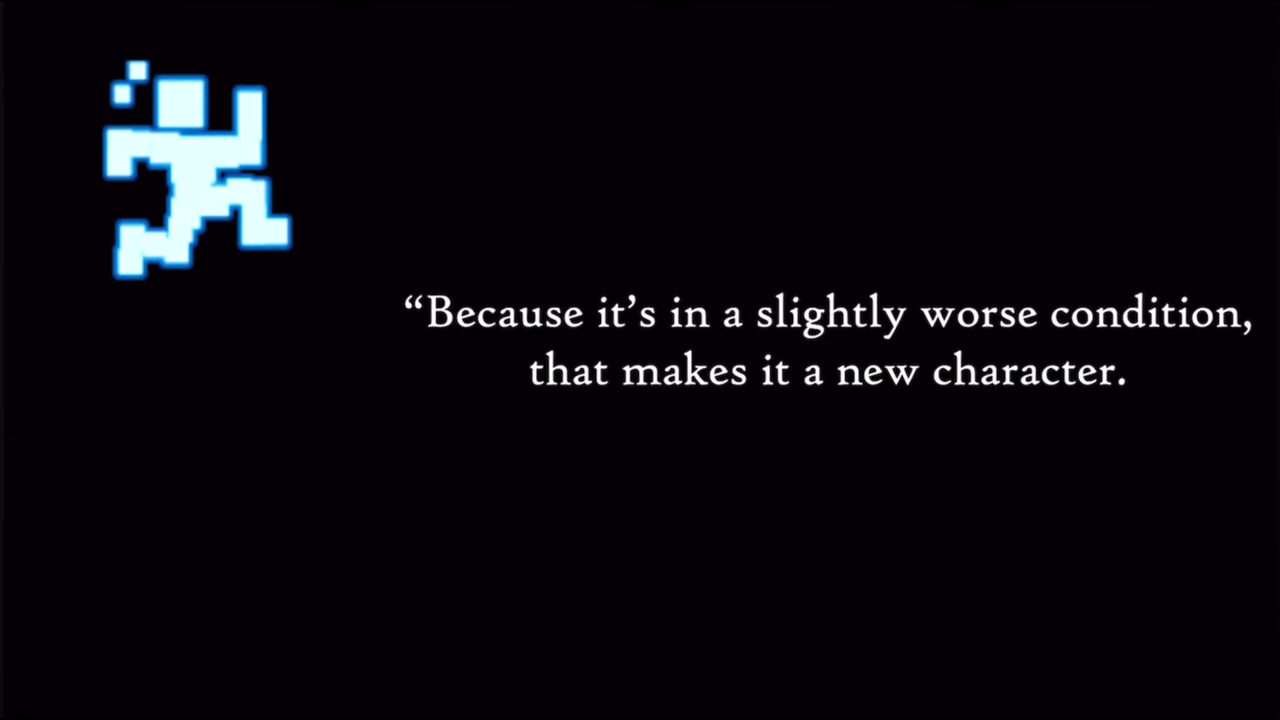 “Because it’s in a slightly worse condition,
that makes it a new character.